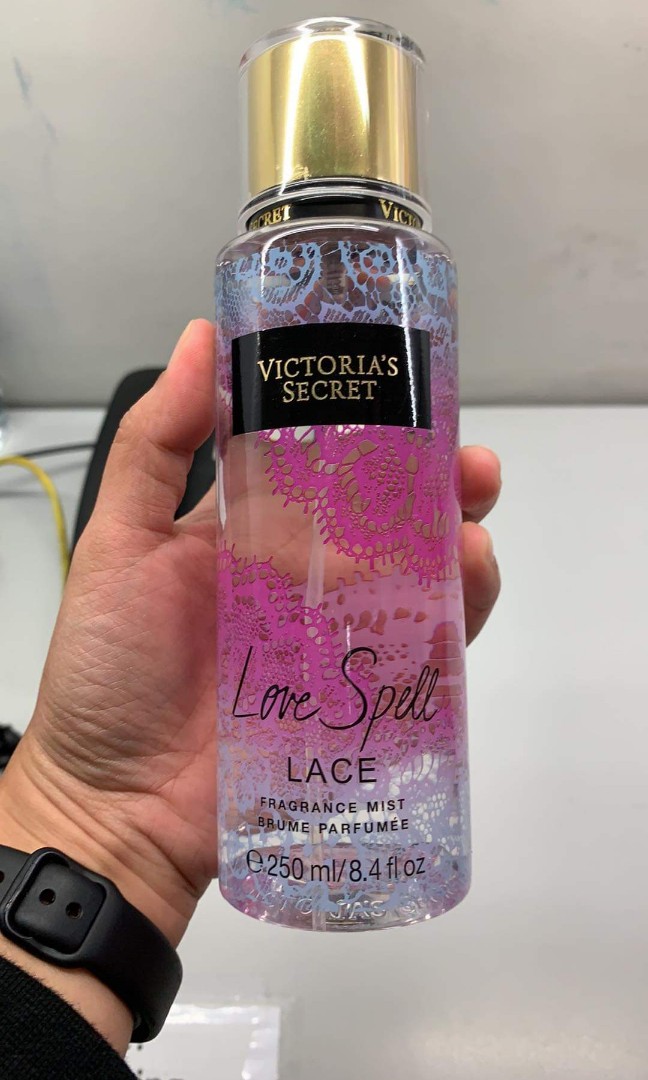 VICTORIA'S
SECRET
Love Spell
LACE
FRAGRANCE MIST
BRUME PARFUMÉE
℮ 250 ml/8.4 fl oz